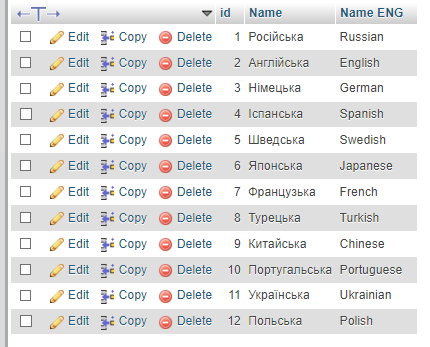 id Name Name ENG
Edit Copy Delete 1 Російська Russian
Edit Copy Delete 2 Англійська English
Edit Copy Delete 3 Німецька German
Edit Copy Delete 4 Іспанська Spanish
Edit Copy Delete 5 Шведська Swedish
Edit Copy Delete 6 Японська Japanese
Edit Copy Delete 7 Французька French
Edit Copy Delete 8 Турецька Turkish
Edit Copy Delete 9 Китайська Chinese
Edit Copy Delete 10 Португальська Portuguese
Edit Copy Delete 11 Українська Ukrainian
Edit Copy Delete 12 Польська Polish